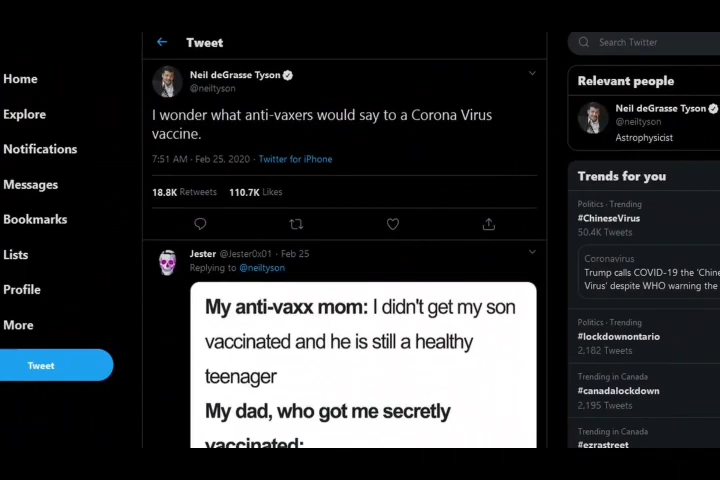 Home
Explore
Notifications
Messages
Bookmarks
Lists
Profile
More
Tweet
Tweet
Neil deGrasse Tyson
@neiltyson
I wonder what anti-vaxers would say to a Corona Virus
vaccine.
7:51 AM · Feb 25, 2020 · Twitter for iPhone
18.8K Retweets 110.7K Likes
Jester @Jester0x01 · Feb 25
Replying to @neiltyson
My anti-vaxx mom: I didn't get my son
vaccinated and he is still a healthy
teenager
My dad, who got me secretly
vaccinated:
Search Twitter
Relevant people
Neil deGrasse Tyson
@neiltyson
Astrophysicist
Trends for you
Politics · Trending
#ChineseVirus
50.4K Tweets
Coronavirus
Trump calls COVID-19 the 'Chine
Virus' despite WHO warning the
Politics · Trending
#lockdownontario
2,182 Tweets
Trending in Canada
#canadalockdown
2,195 Tweets
Trending in Canada
#ezrastreet